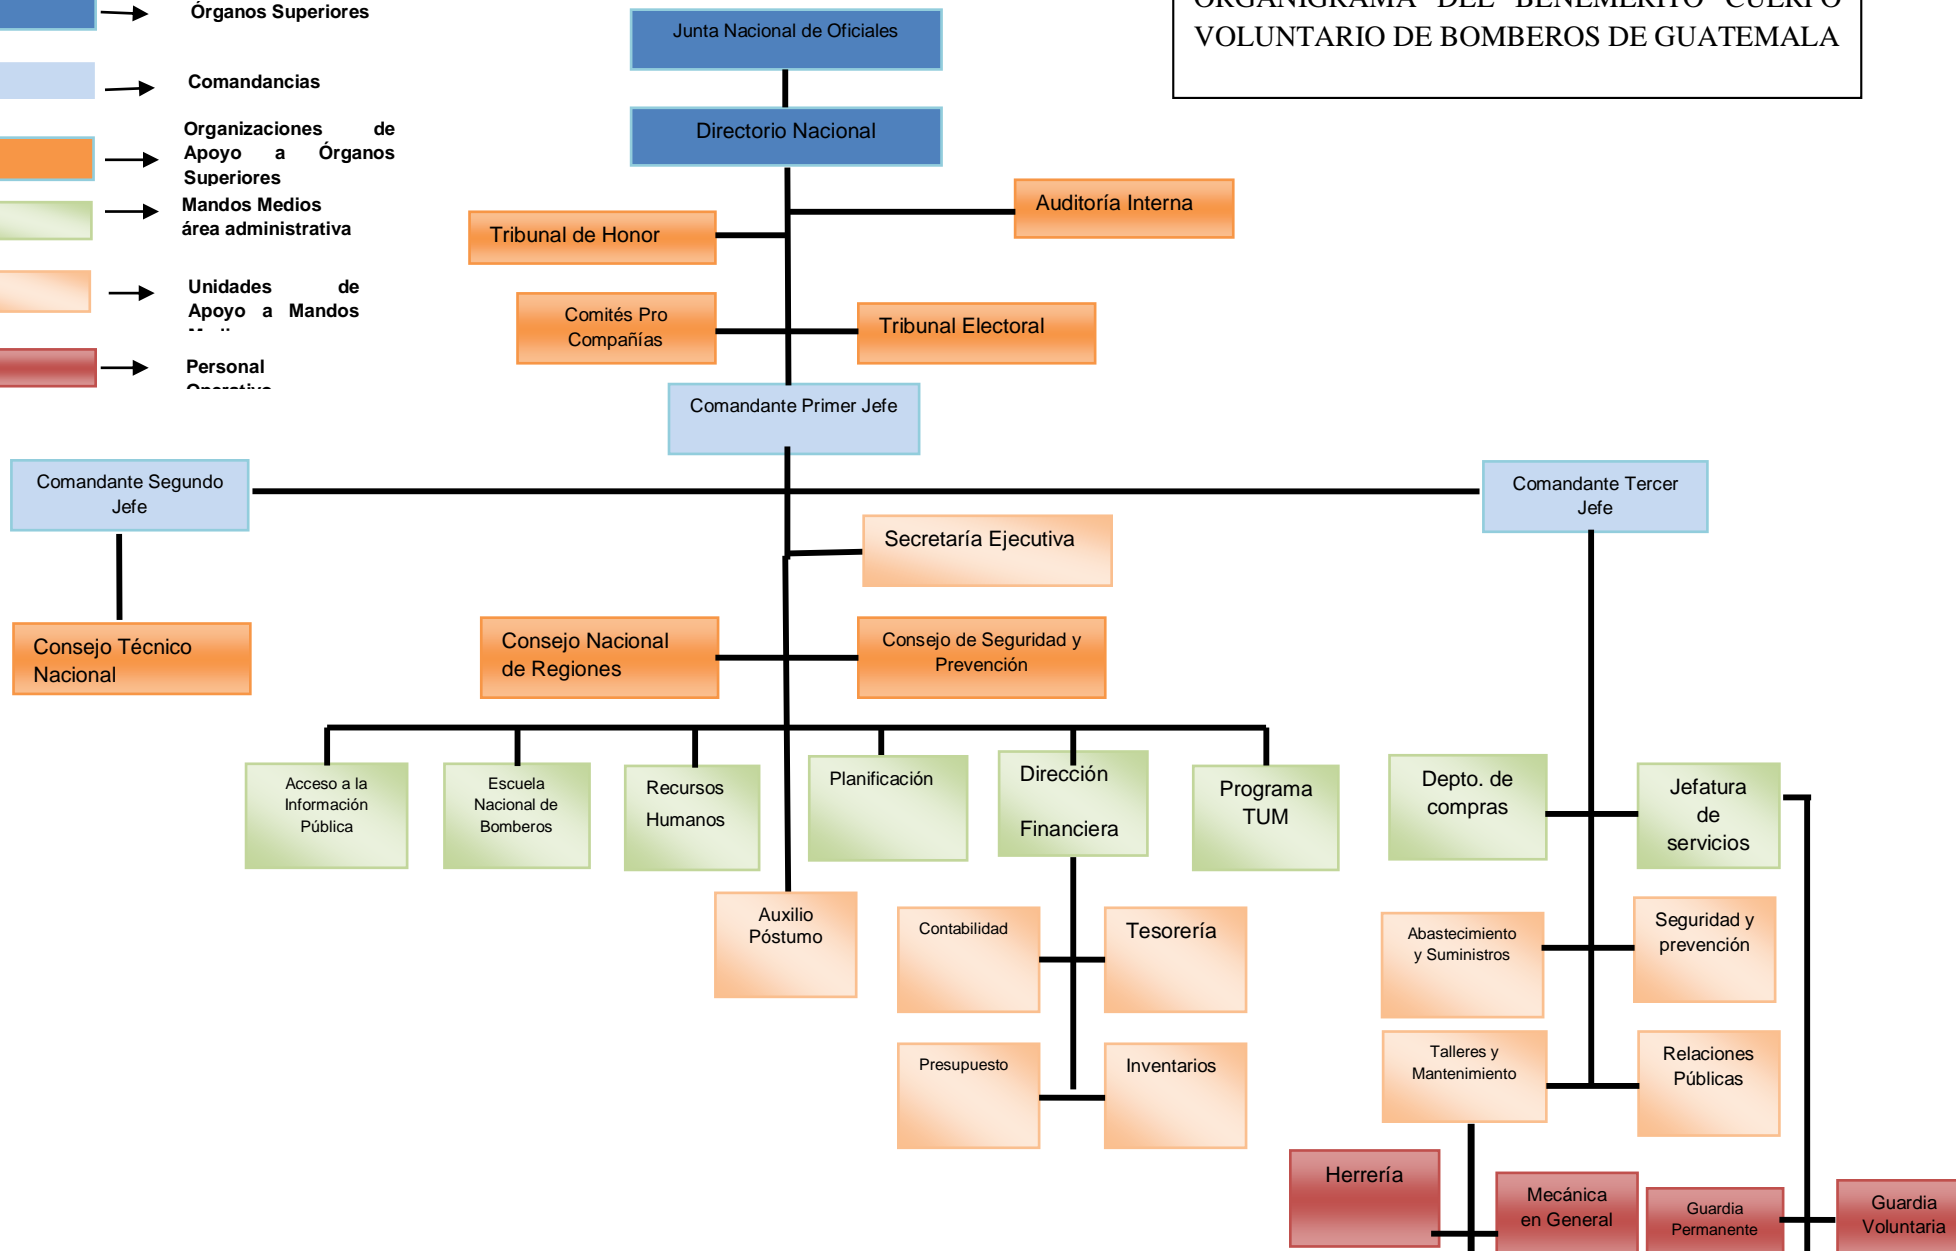 Órganos Superiores
Comandancias
Organizaciones de
Apoyo a Órganos
Superiores
Mandos Medios
área administrativa
Unidades de
Apoyo a Mandos
Personal
ORGANIGRAMA DEL BENEMÉRITO CUERPO
VOLUNTARIO DE BOMBEROS DE GUATEMALA
Junta Nacional de Oficiales
Directorio Nacional
Auditoría Interna
Tribunal de Honor
Comités Pro
Compañías
Tribunal Electoral
Comandante Primer Jefe
Comandante Segundo
Jefe
Comandante Tercer
Jefe
Secretaría Ejecutiva
Consejo Técnico
Nacional
Consejo Nacional
de Regiones
Consejo de Seguridad y
Prevención
Acceso a la
Información
Pública
Escuela
Nacional de
Bomberos
Recursos
Humanos
Planificación
Dirección
Financiera
Programa
TUM
Depto. de
compras
Jefatura
de
servicios
Auxilio
Póstumo
Contabilidad
Tesorería
Abastecimiento
y Suministros
Seguridad y
prevención
Presupuesto
Inventarios
Talleres y
Mantenimiento
Relaciones
Públicas
Herrería
Mecánica
en General
Guardia
Permanente
Guardia
Voluntaria